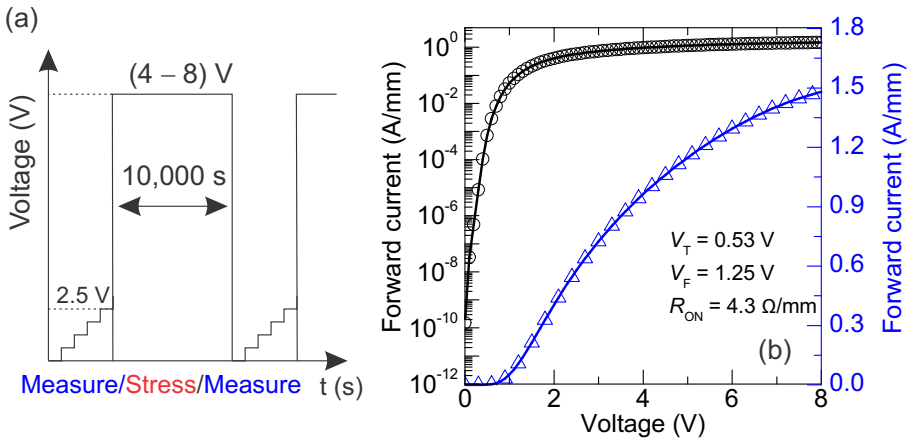 (a)
Voltage (V)
(4 – 8) V
10,000 s
2.5 V
Measure/Stress/Measure
t (s)
Forward current (A/mm)
10^0
10^-2
10^-4
10^-6
10^-8
10^-10
10^-12
0
2
4
6
8
Voltage (V)
V_T = 0.53 V
V_F = 1.25 V
R_ON = 4.3 Ω/mm
(b)
1.8
1.5
1.2
0.9
0.6
0.3
0.0
Forward current (A/mm)